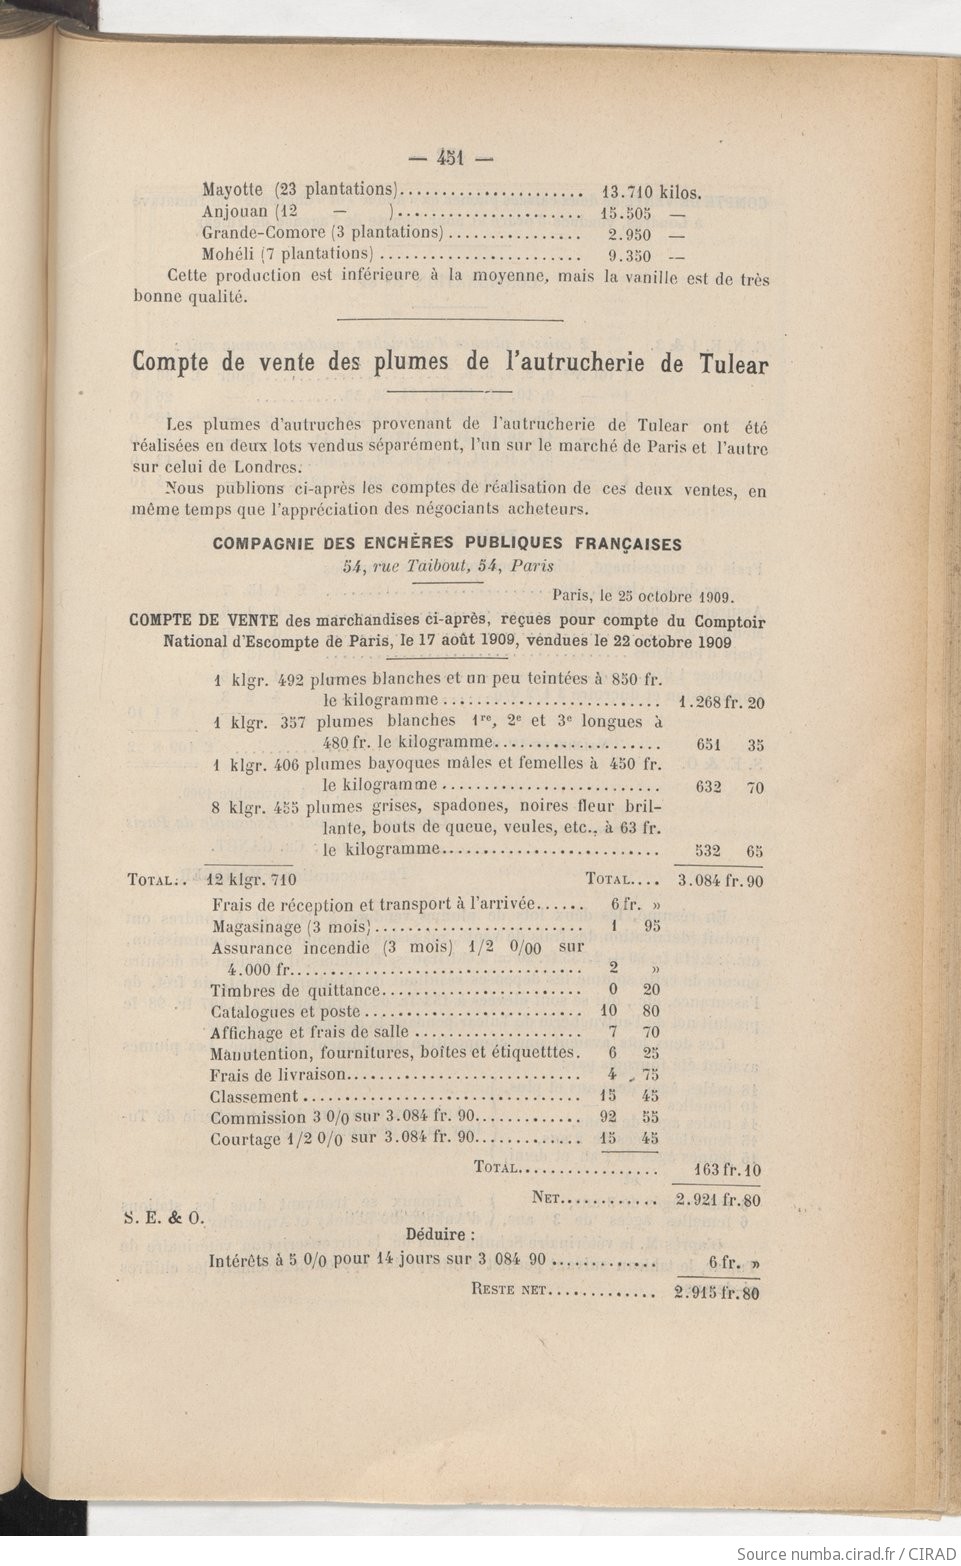 — 451 —
Mayotte (23 plantations)...................... 13.710 kilos.
Anjouan (12 — )...................... 15.505 —
Grande-Comore (3 plantations)................ 2.950 —
Mohéli (7 plantations)........................ 9.350 —
Cette production est inférieure à la moyenne, mais la vanille est de très
bonne qualité.
Compte de vente des plumes de l'autrucherie de Tulear
Les plumes d'autruches provenant de l'autrucherie de Tulear ont été
réalisées en deux lots vendus séparément, l'un sur le marché de Paris et l'autre
sur celui de Londres.
Nous publions ci-après les comptes de réalisation de ces deux ventes, en
même temps que l'appréciation des négociants acheteurs.
COMPAGNIE DES ENCHÈRES PUBLIQUES FRANÇAISES
54, rue Taibout, 54, Paris
Paris, le 25 octobre 1909.
COMPTE DE VENTE des marchandises ci-après, reçues pour compte du Comptoir
National d'Escompte de Paris, le 17 août 1909, vendues le 22 octobre 1909
1 klgr. 492 plumes blanches et un peu teintées à 850 fr.
le kilogramme.......................... 1.268 fr. 20
1 klgr. 357 plumes blanches 1re, 2e et 3e longues à
480 fr. le kilogramme.................... 651 35
1 klgr. 406 plumes bayoques mâles et femelles à 450 fr.
le kilogramme.......................... 632 70
8 klgr. 455 plumes grises, spadones, noires fleur bril-
lante, bouts de queue, veules, etc., à 63 fr.
le kilogramme.......................... 532 65
TOTAL... 12 klgr. 710 TOTAL.... 3.084 fr. 90
Frais de réception et transport à l'arrivée...... 6 fr. »
Magasinage (3 mois)......................... 1 95
Assurance incendie (3 mois) 1/2 0/00 sur
4.000 fr................................... 2 »
Timbres de quittance........................ 0 20
Catalogues et poste.......................... 10 80
Affichage et frais de salle.................... 7 70
Manutention, fournitures, boîtes et étiquetttes. 6 25
Frais de livraison............................ 4 75
Classement.................................. 15 45
Commission 3 0/0 sur 3.084 fr. 90............. 92 55
Courtage 1/2 0/0 sur 3.084 fr. 90............. 15 45
TOTAL................. 163 fr. 10
NET............ 2.921 fr. 80
S. E. & O.
Déduire :
Intérêts à 5 0/0 pour 14 jours sur 3 084 90............. 6 fr. »
RESTE NET............. 2.915 fr. 80
Source numba.cirad.fr / CIRAD